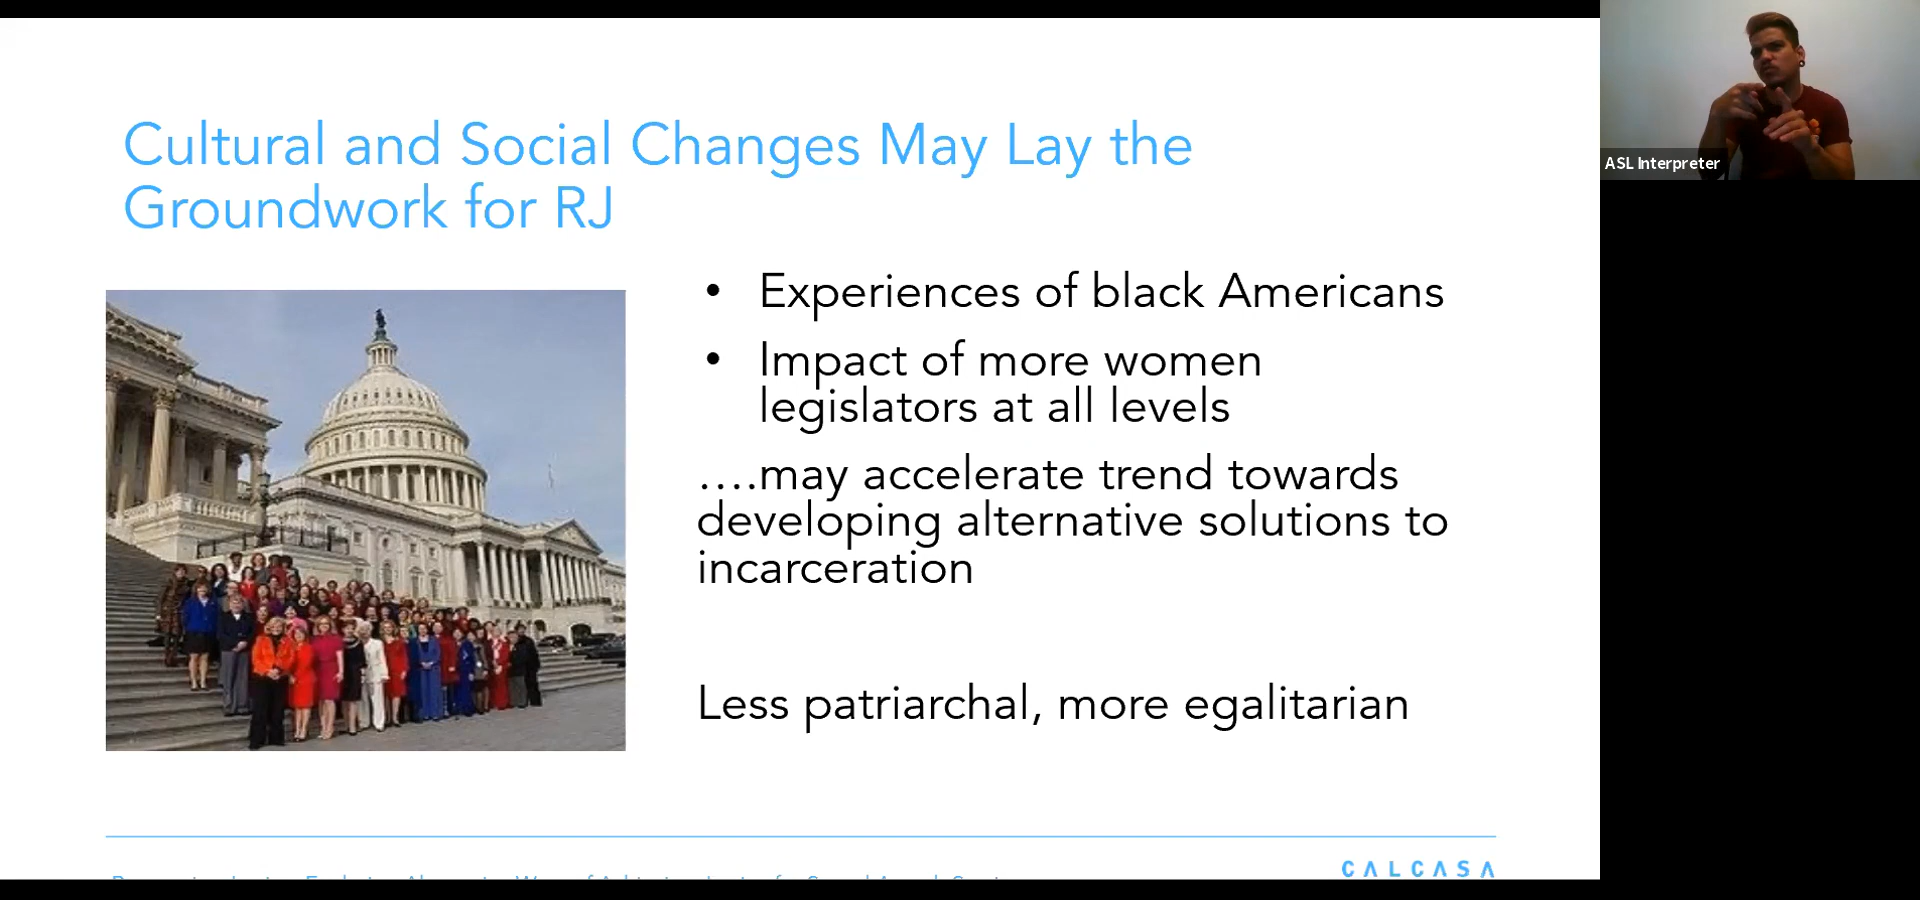 Cultural and Social Changes May Lay the
Groundwork for RJ
• Experiences of black Americans
• Impact of more women
legislators at all levels
....may accelerate trend towards
developing alternative solutions to
incarceration
Less patriarchal, more egalitarian
CALCASA
ASL Interpreter